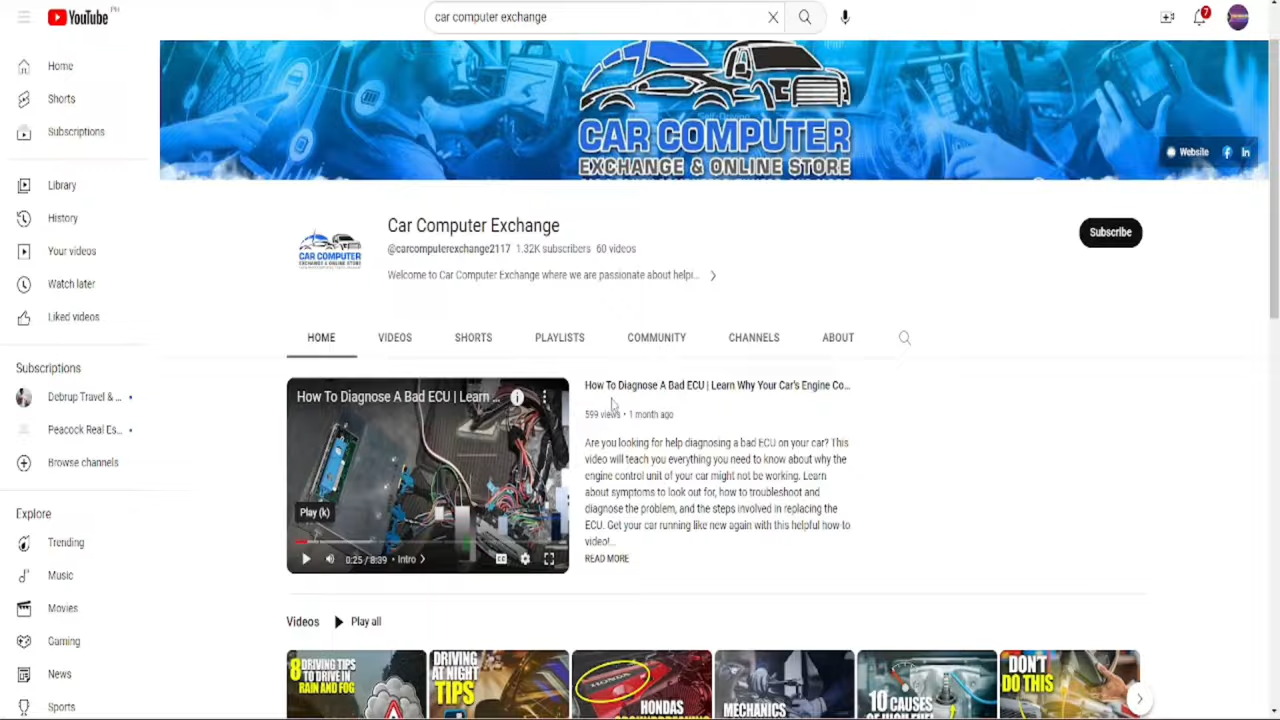 YouTube PH
car computer exchange
7
Home
Shorts
Subscriptions
Library
History
Your videos
Watch later
Liked videos
Subscriptions
Debrup Travel & ...
Peacock Real Es...
Browse channels
Explore
Trending
Music
Movies
Gaming
News
Sports
CAR COMPUTER
EXCHANGE & ONLINE STORE
Website
Car Computer Exchange
@carcomputerexchange2117 1.32K subscribers 60 videos
Welcome to Car Computer Exchange where we are passionate about helpi...
Subscribe
CAR COMPUTER
EXCHANGE & ONLINE STORE
HOME VIDEOS SHORTS PLAYLISTS COMMUNITY CHANNELS ABOUT
How To Diagnose A Bad ECU | Learn ...
Play (k)
0:25 / 8:39 • Intro
CC
How To Diagnose A Bad ECU | Learn Why Your Car's Engine Co...
599 views • 1 month ago
Are you looking for help diagnosing a bad ECU on your car? This
video will teach you everything you need to know about why the
engine control unit of your car might not be working. Learn
about symptoms to look out for, how to troubleshoot and
diagnose the problem, and the steps involved in replacing the
ECU. Get your car running like new again with this helpful how-to
video!...
READ MORE
Videos Play all
8 DRIVING TIPS
TO DRIVE IN
RAIN AND FOG
DRIVING
AT NIGHT
TIPS
HONDA
HONDAS
MECHANICS
10 CAUSES
DON'T
DO THIS